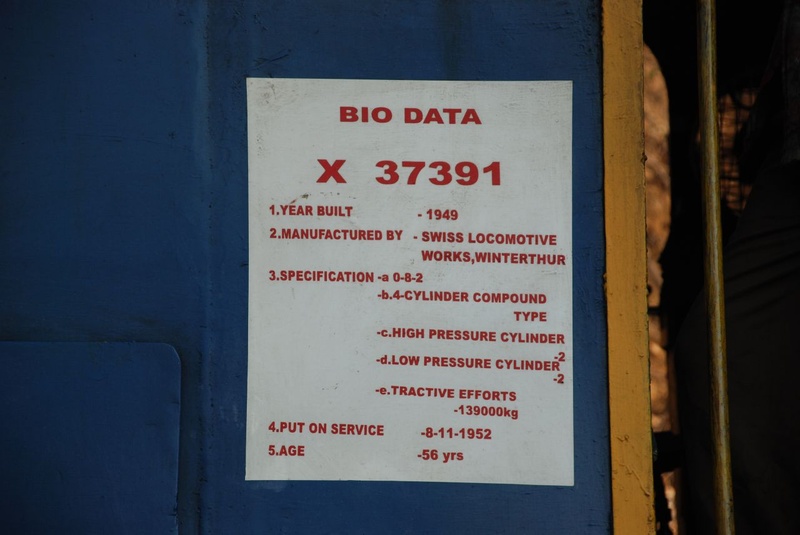 BIO DATA
X 37391
1.YEAR BUILT - 1949
2.MANUFACTURED BY - SWISS LOCOMOTIVE
WORKS,WINTERTHUR
3.SPECIFICATION -a 0-8-2
-b.4-CYLINDER COMPOUND
TYPE
-c.HIGH PRESSURE CYLINDER
-2
-d.LOW PRESSURE CYLINDER
-2
-e.TRACTIVE EFFORTS
-139000kg
4.PUT ON SERVICE -8-11-1952
5.AGE -56 yrs